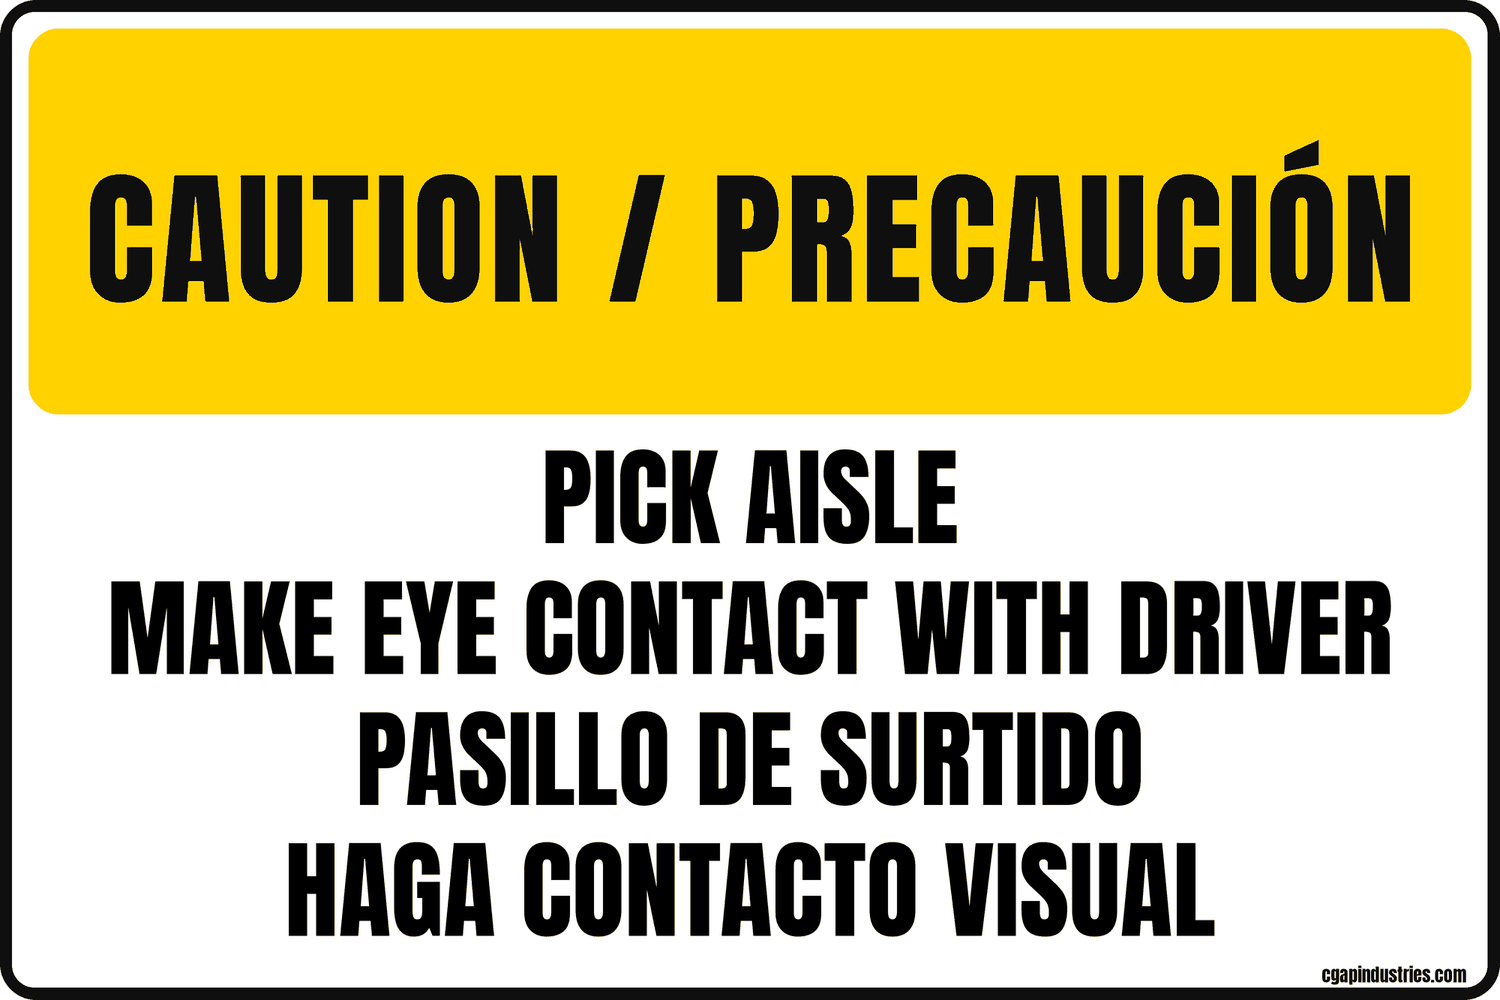 CAUTION / PRECAUCIÓN
PICK AISLE
MAKE EYE CONTACT WITH DRIVER
PASILLO DE SURTIDO
HAGA CONTACTO VISUAL
cgapindustries.com